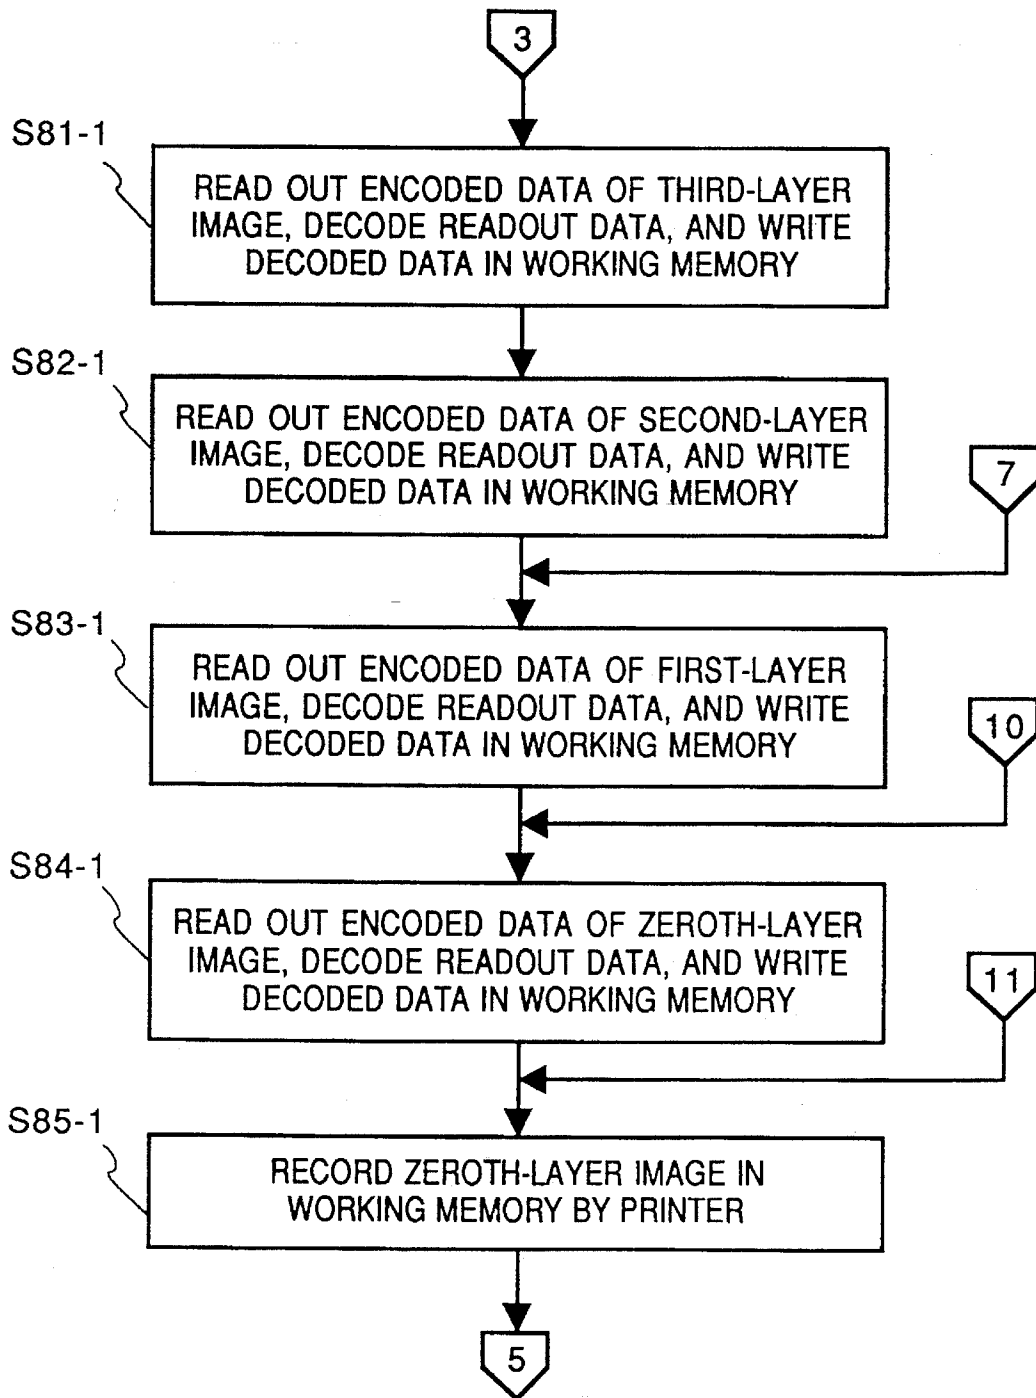 3
S81-1
READ OUT ENCODED DATA OF THIRD-LAYER
IMAGE, DECODE READOUT DATA, AND WRITE
DECODED DATA IN WORKING MEMORY
S82-1
READ OUT ENCODED DATA OF SECOND-LAYER
IMAGE, DECODE READOUT DATA, AND WRITE
DECODED DATA IN WORKING MEMORY
7
S83-1
READ OUT ENCODED DATA OF FIRST-LAYER
IMAGE, DECODE READOUT DATA, AND WRITE
DECODED DATA IN WORKING MEMORY
10
S84-1
READ OUT ENCODED DATA OF ZEROTH-LAYER
IMAGE, DECODE READOUT DATA, AND WRITE
DECODED DATA IN WORKING MEMORY
11
S85-1
RECORD ZEROTH-LAYER IMAGE IN
WORKING MEMORY BY PRINTER
5